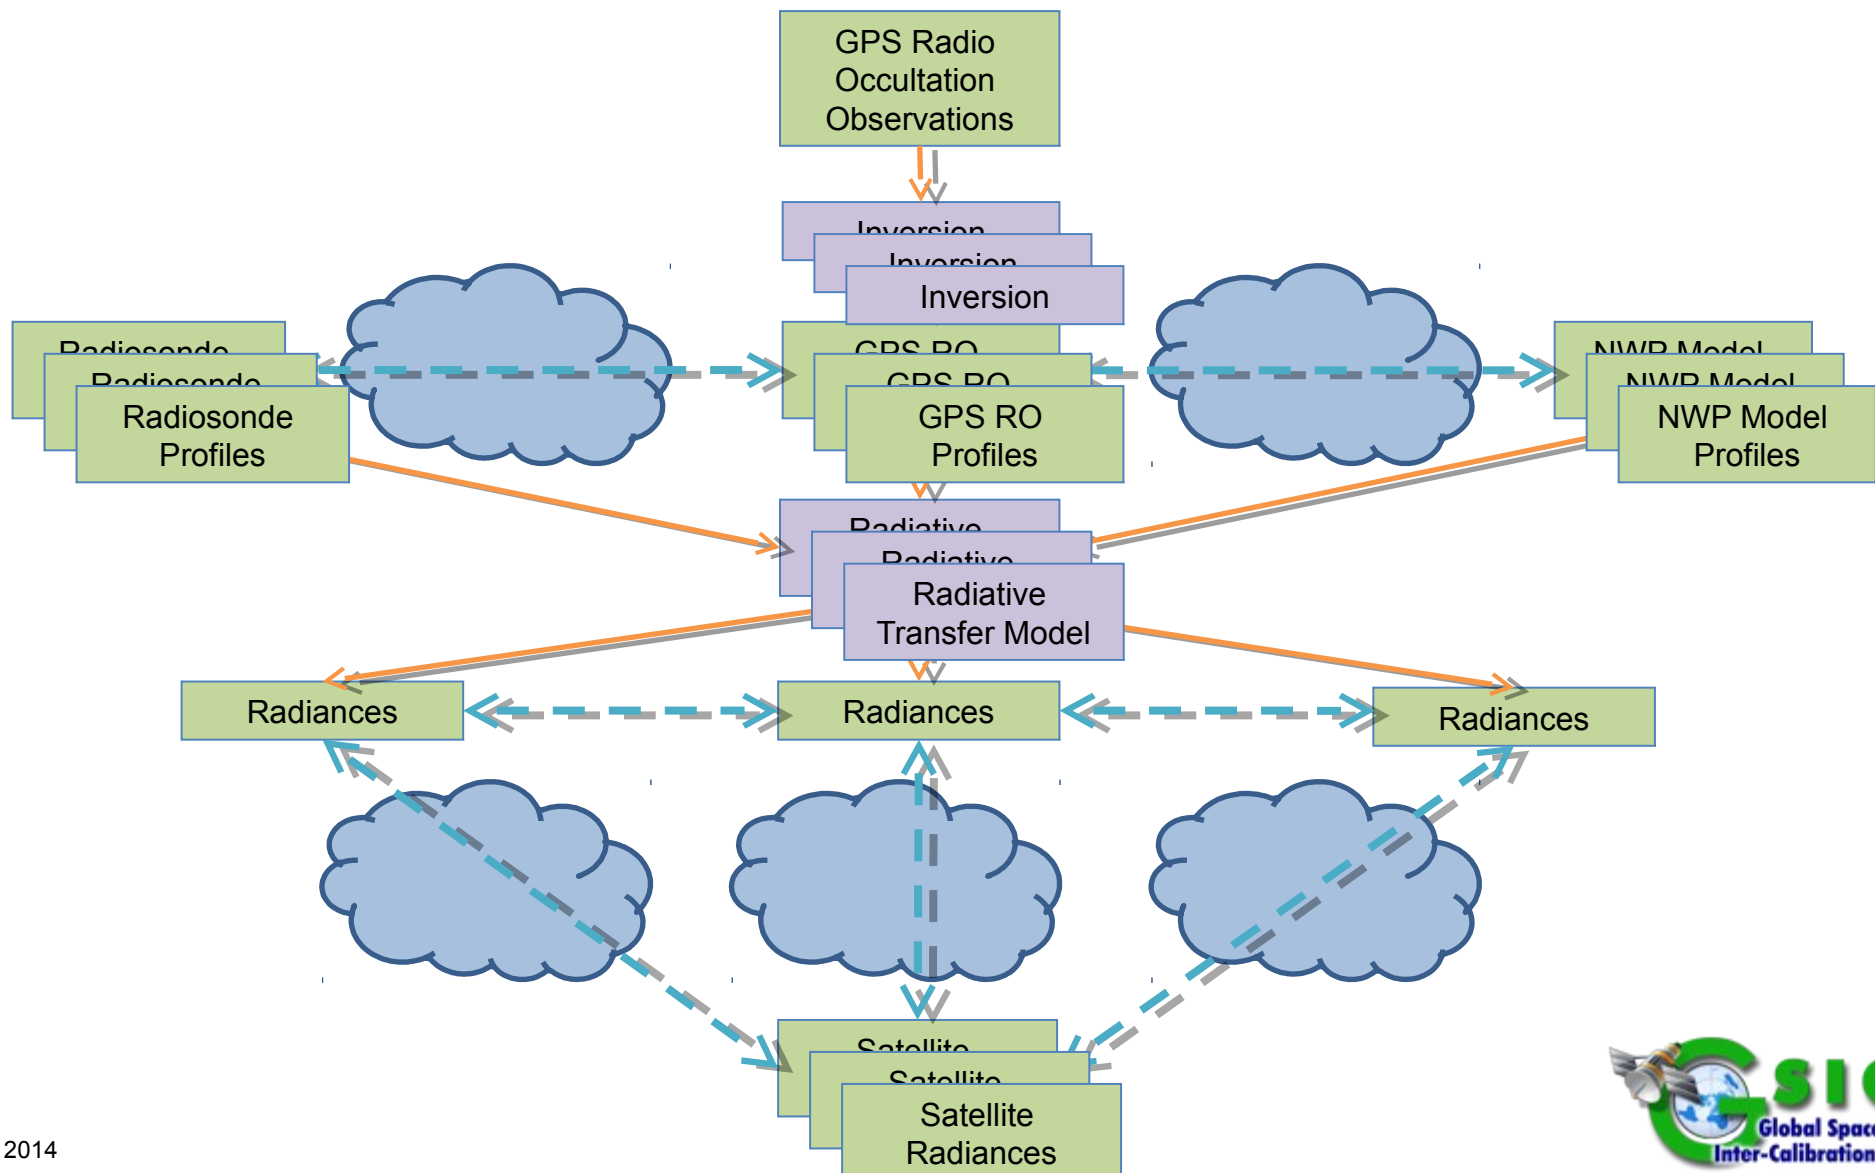 GPS Radio
Occultation
Observations
Inversion
Inversion
Inversion
Radiosonde
Radiosonde
Radiosonde
Profiles
GPS RO
GPS RO
GPS RO
Profiles
NWP Model
NWP Model
NWP Model
Profiles
Radiative
Radiative
Radiative
Transfer Model
Radiances
Radiances
Radiances
Satellite
Satellite
Satellite
Radiances
2014
GSIC
Global Space
Inter-Calibration